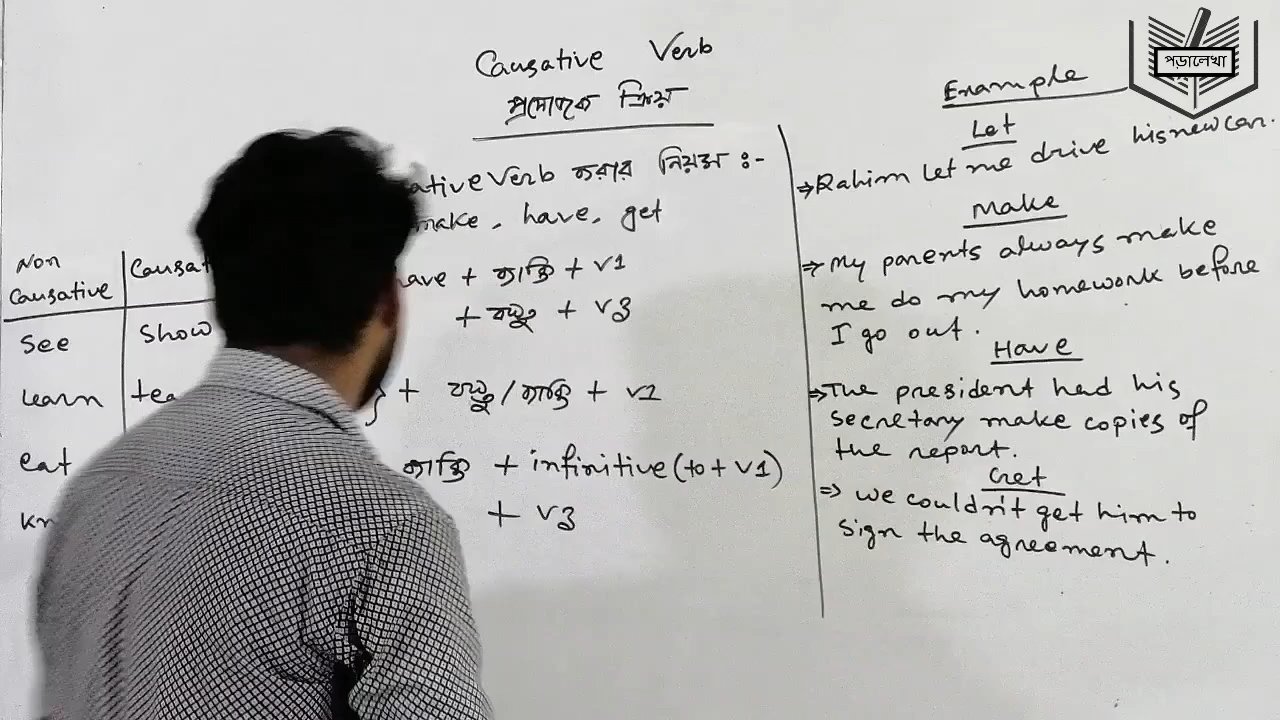 Causative Verb
প্রযোজক ক্রিয়া
ative Verb করার নিয়ম :-
make, have, get
Non Causative
Causat
have + ব্যক্তি + v1
+ বস্তু + v3
see
show
learn
tea
} + বস্তু/ব্যক্তি + v1
eat
ব্যক্তি + infinitive (to + v1)
kn
+ v3
Example
Let
⇒ Rahim Let me drive his new car.
Make
⇒ My parents always make
me do my homework before
I go out.
Have
⇒ The president had his
secretary make copies of
the report.
Get
⇒ we couldn't get him to
sign the agreement.
পড়ালেখা